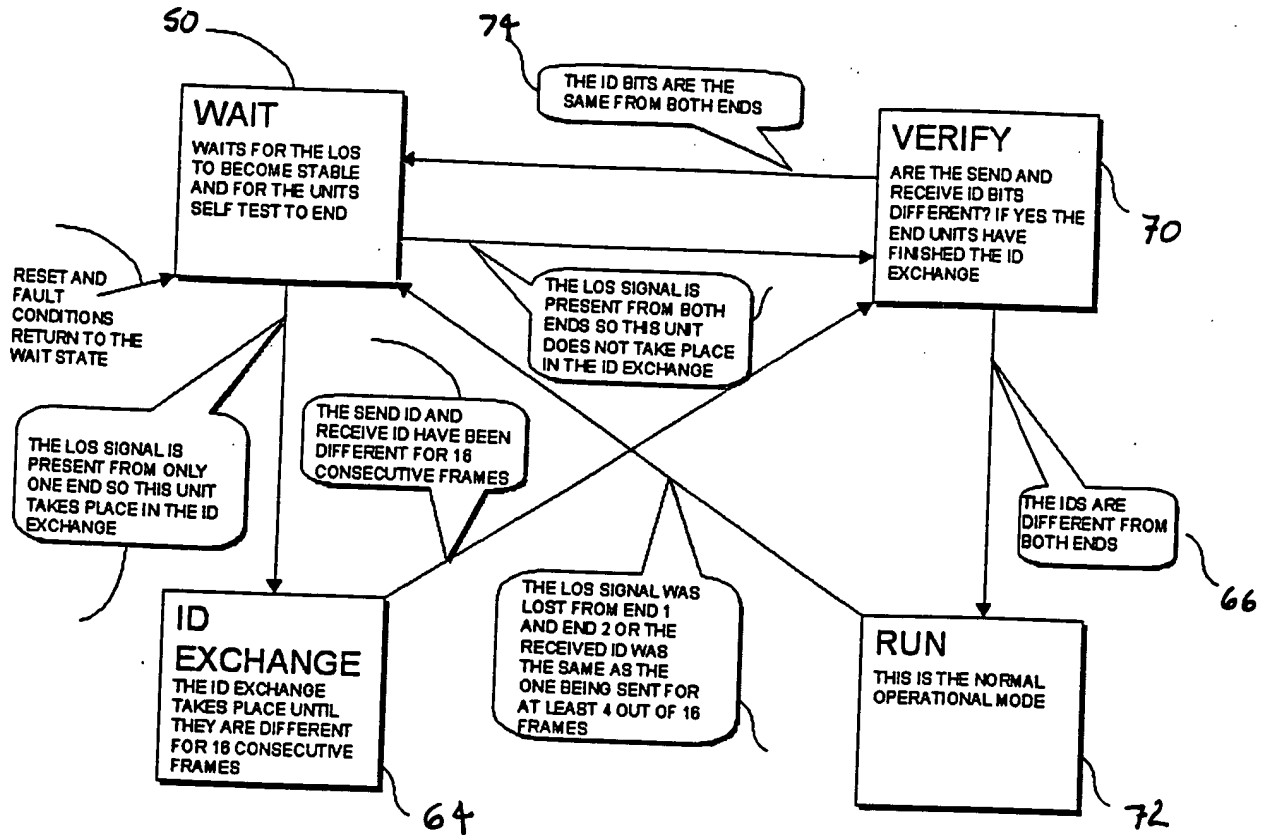 50
74
THE ID BITS ARE THE
SAME FROM BOTH ENDS
WAIT
WAITS FOR THE LOS
TO BECOME STABLE
AND FOR THE UNITS
SELF TEST TO END
VERIFY
ARE THE SEND AND
RECEIVE ID BITS
DIFFERENT? IF YES THE
END UNITS HAVE
FINISHED THE ID
EXCHANGE
70
RESET AND
FAULT
CONDITIONS
RETURN TO THE
WAIT STATE
THE LOS SIGNAL IS
PRESENT FROM BOTH
ENDS SO THIS UNIT
DOES NOT TAKE PLACE
IN THE ID EXCHANGE
THE LOS SIGNAL IS
PRESENT FROM ONLY
ONE END SO THIS UNIT
TAKES PLACE IN THE ID
EXCHANGE
THE SEND ID AND
RECEIVE ID HAVE BEEN
DIFFERENT FOR 16
CONSECUTIVE FRAMES
THE IDS ARE
DIFFERENT FROM
BOTH ENDS
66
ID
EXCHANGE
THE ID EXCHANGE
TAKES PLACE UNTIL
THEY ARE DIFFERENT
FOR 16 CONSECUTIVE
FRAMES
64
THE LOS SIGNAL WAS
LOST FROM END 1
AND END 2 OR THE
RECEIVED ID WAS
THE SAME AS THE
ONE BEING SENT FOR
AT LEAST 4 OUT OF 16
FRAMES
RUN
THIS IS THE NORMAL
OPERATIONAL MODE
72